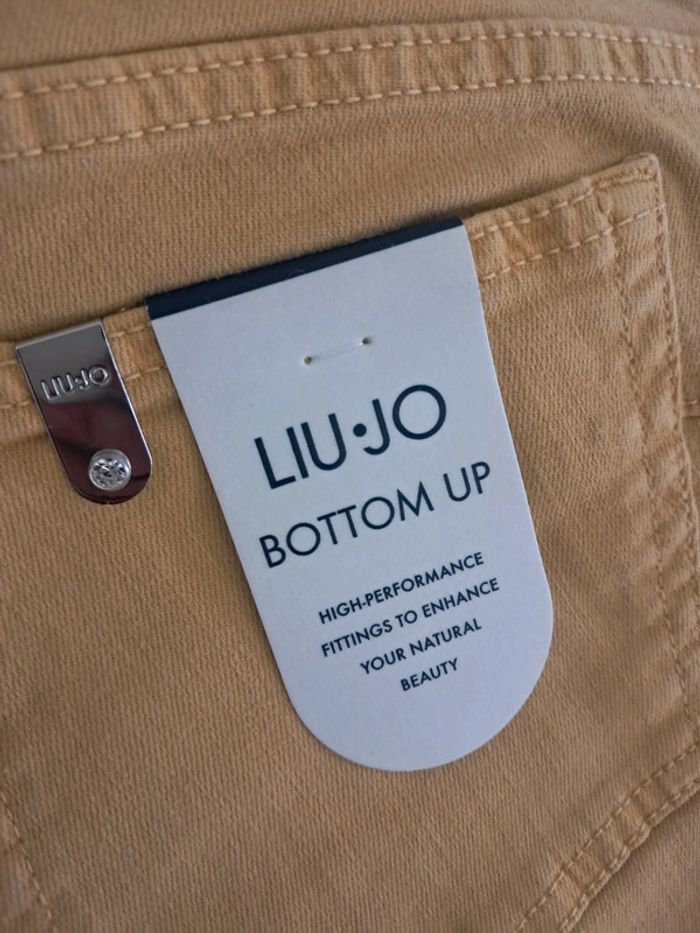 LIU•JO
LIU•JO
BOTTOM UP
HIGH-PERFORMANCE
FITTINGS TO ENHANCE
YOUR NATURAL
BEAUTY